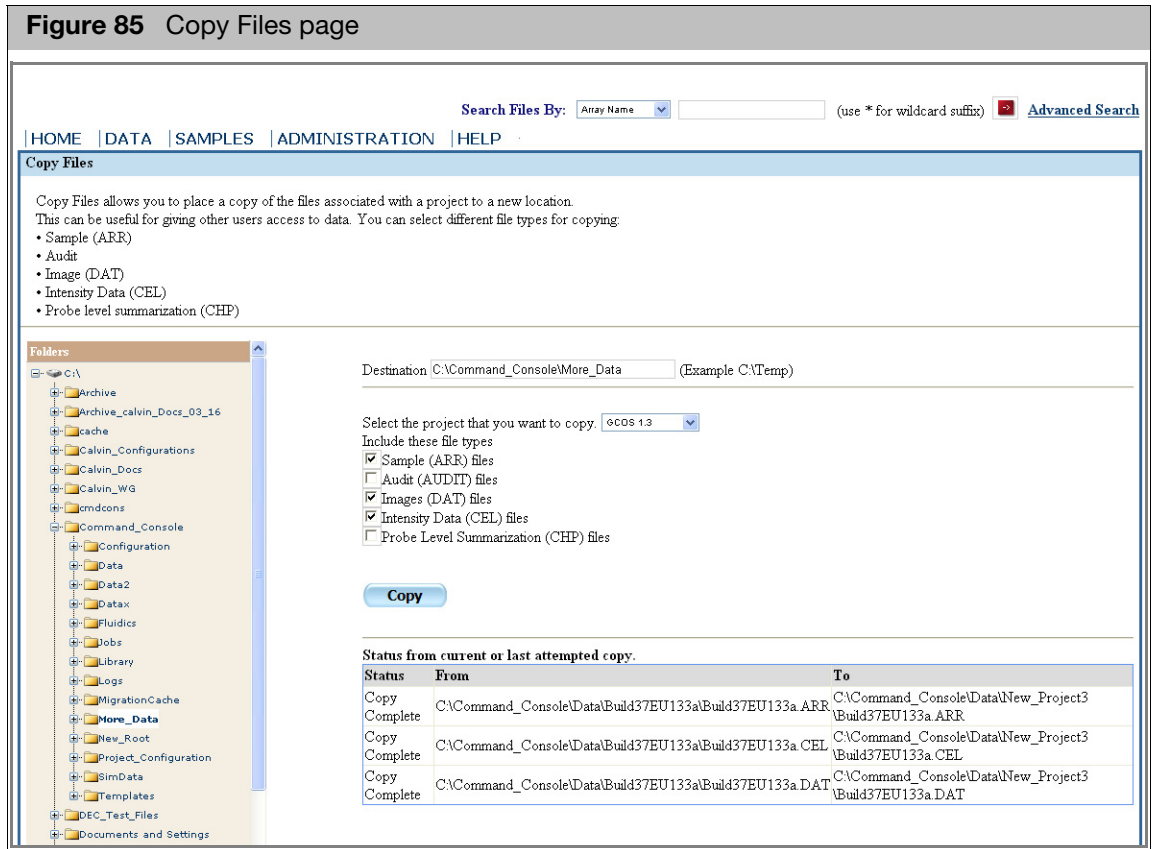 Figure 85 Copy Files page
Search Files By: Array Name (use * for wildcard suffix) Advanced Search
|HOME |DATA |SAMPLES |ADMINISTRATION |HELP
Copy Files
Copy Files allows you to place a copy of the files associated with a project to a new location.
This can be useful for giving other users access to data. You can select different file types for copying:
• Sample (ARR)
• Audit
• Image (DAT)
• Intensity Data (CEL)
• Probe level summarization (CHP)
Folders
C:\
Archive
Archive_calvin_Docs_03_16
cache
Calvin_Configurations
Calvin_Docs
Calvin_WG
cmdcons
Command_Console
Configuration
Data
Data2
Datax
Fluidics
Jobs
Library
Logs
MigrationCache
More_Data
New_Root
Project_Configuration
SimData
Templates
DEC_Test_Files
Documents and Settings
Destination C:\Command_Console\More_Data (Example C:\Temp)
Select the project that you want to copy. GCOS 1.3
Include these file types
Sample (ARR) files
Audit (AUDIT) files
Images (DAT) files
Intensity Data (CEL) files
Probe Level Summarization (CHP) files
Copy
Status from current or last attempted copy.
Status From To
Copy Complete C:\Command_Console\Data\Build37EU133a\Build37EU133a.ARR C:\Command_Console\Data\New_Project3\Build37EU133a.ARR
Copy Complete C:\Command_Console\Data\Build37EU133a\Build37EU133a.CEL C:\Command_Console\Data\New_Project3\Build37EU133a.CEL
Copy Complete C:\Command_Console\Data\Build37EU133a\Build37EU133a.DAT C:\Command_Console\Data\New_Project3\Build37EU133a.DAT